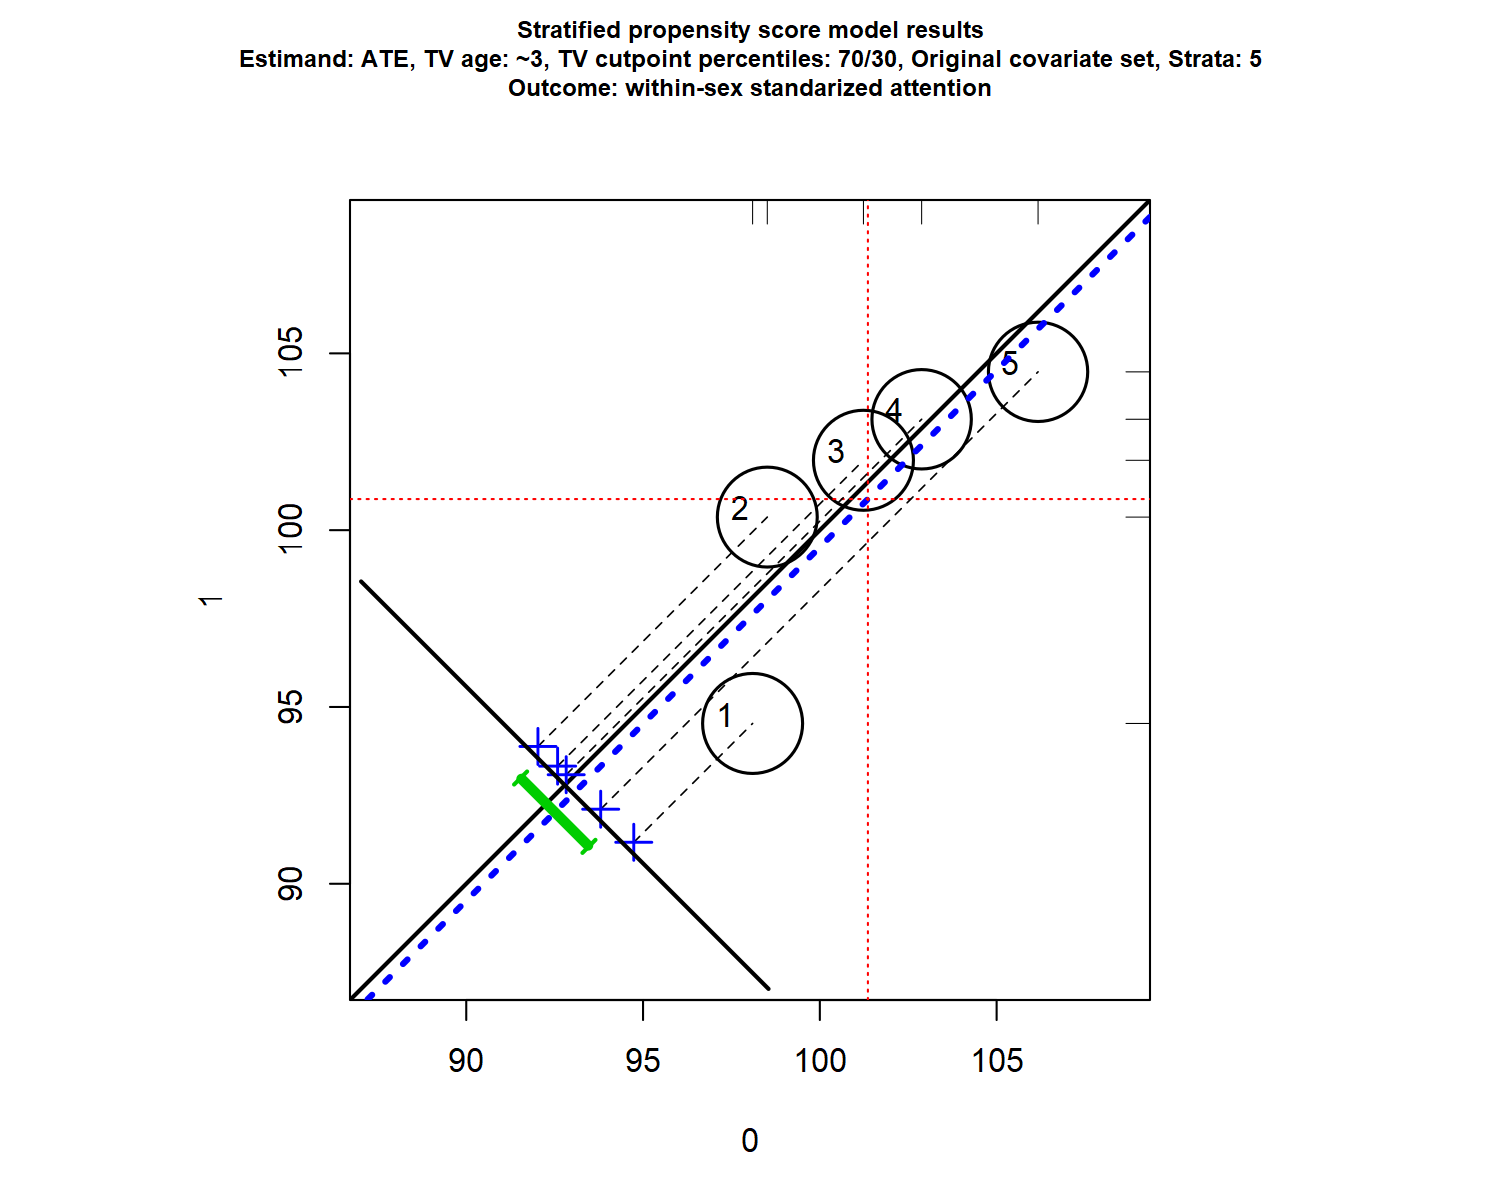 Stratified propensity score model results
Estimand: ATE, TV age: ~3, TV cutpoint percentiles: 70/30, Original covariate set, Strata: 5
Outcome: within-sex standarized attention
105
5
4
3
100
2
1
95
1
90
90 95 100 105
0